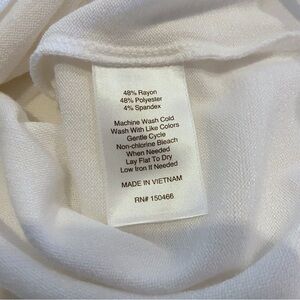 48% Rayon
48% Polyester
4% Spandex
Machine Wash Cold
Wash With Like Colors
Gentle Cycle
Non-chlorine Bleach
When Needed
Lay Flat To Dry
Low Iron If Needed
MADE IN VIETNAM
RN# 150466